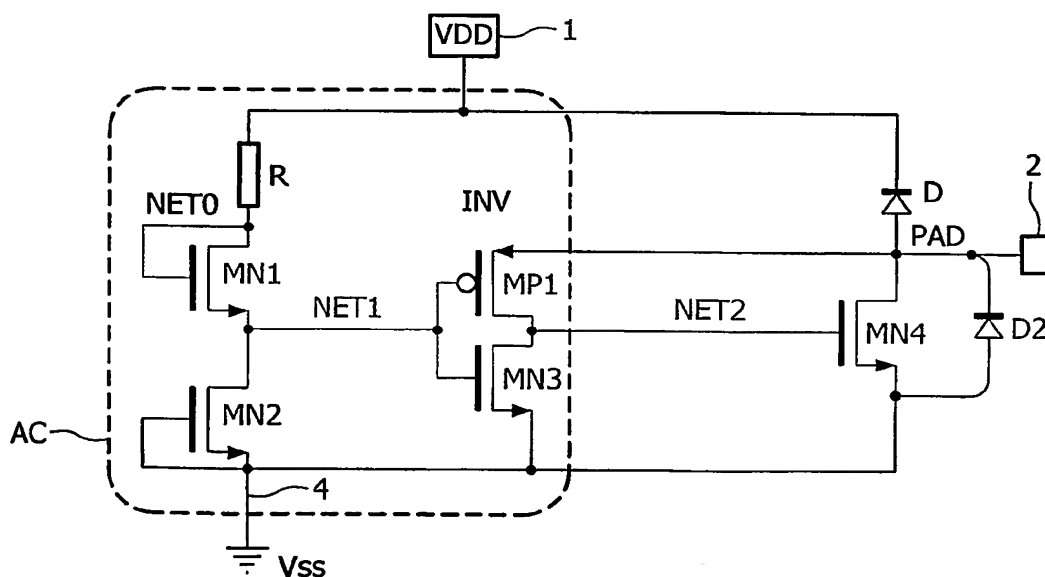 VDD
1
R
NET0
INV
D
2
PAD
MN1
MP1
NET1
NET2
MN4
D2
MN3
MN2
AC
4
Vss